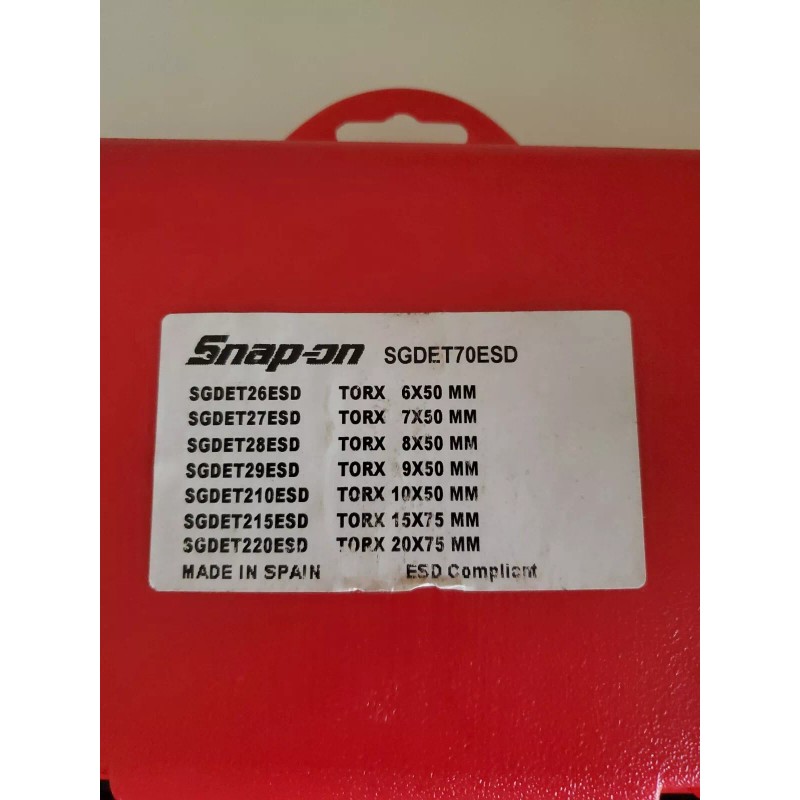 Snap-on SGDET70ESD
SGDET26ESD TORX 6X50 MM
SGDET27ESD TORX 7X50 MM
SGDET28ESD TORX 8X50 MM
SGDET29ESD TORX 9X50 MM
SGDET210ESD TORX 10X50 MM
SGDET215ESD TORX 15X75 MM
SGDET220ESD TORX 20X75 MM
MADE IN SPAIN ESD Compliant